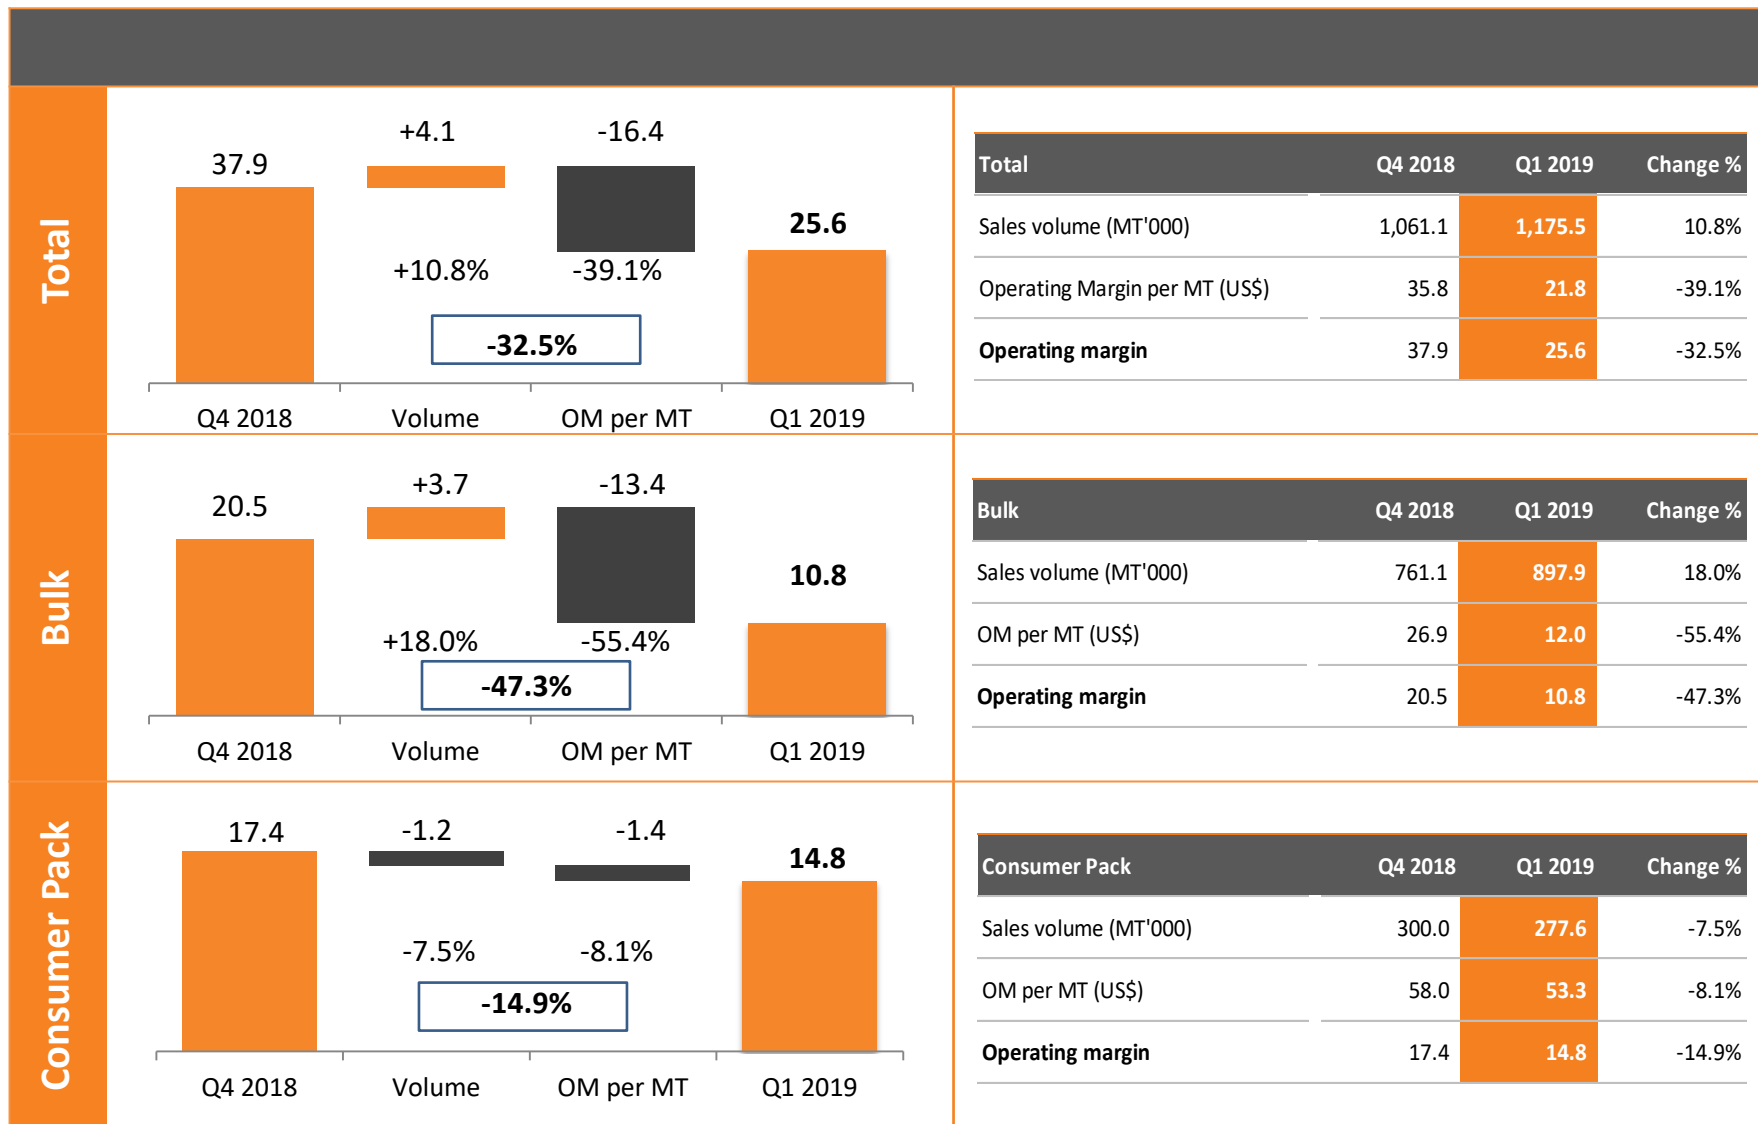 Total
+4.1 -16.4
37.9
25.6
+10.8% -39.1%
-32.5%
Q4 2018 Volume OM per MT Q1 2019
Total Q4 2018 Q1 2019 Change %
Sales volume (MT'000) 1,061.1 1,175.5 10.8%
Operating Margin per MT (US$) 35.8 21.8 -39.1%
Operating margin 37.9 25.6 -32.5%
Bulk
+3.7 -13.4
20.5
10.8
+18.0% -55.4%
-47.3%
Q4 2018 Volume OM per MT Q1 2019
Bulk Q4 2018 Q1 2019 Change %
Sales volume (MT'000) 761.1 897.9 18.0%
OM per MT (US$) 26.9 12.0 -55.4%
Operating margin 20.5 10.8 -47.3%
Consumer Pack
17.4 -1.2 -1.4
14.8
-7.5% -8.1%
-14.9%
Q4 2018 Volume OM per MT Q1 2019
Consumer Pack Q4 2018 Q1 2019 Change %
Sales volume (MT'000) 300.0 277.6 -7.5%
OM per MT (US$) 58.0 53.3 -8.1%
Operating margin 17.4 14.8 -14.9%